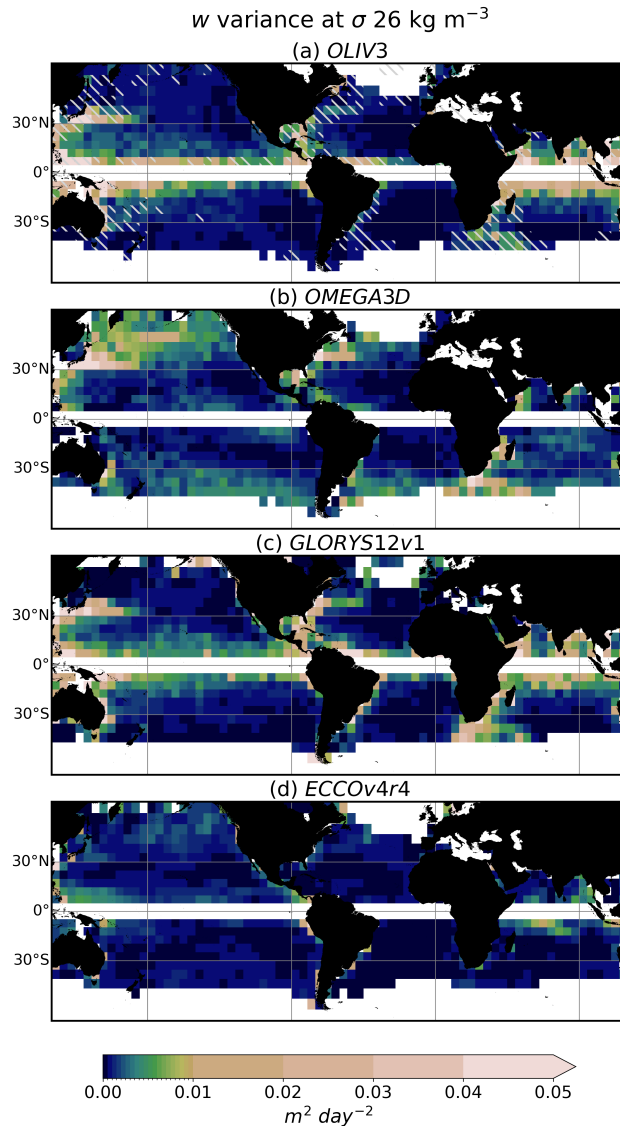 w variance at σ 26 kg m⁻³
(a) OLIV3
30°N
0°
30°S
(b) OMEGA3D
30°N
0°
30°S
(c) GLORYS12v1
30°N
0°
30°S
(d) ECCOv4r4
30°N
0°
30°S
0.00 0.01 0.02 0.03 0.04 0.05
m² day⁻²